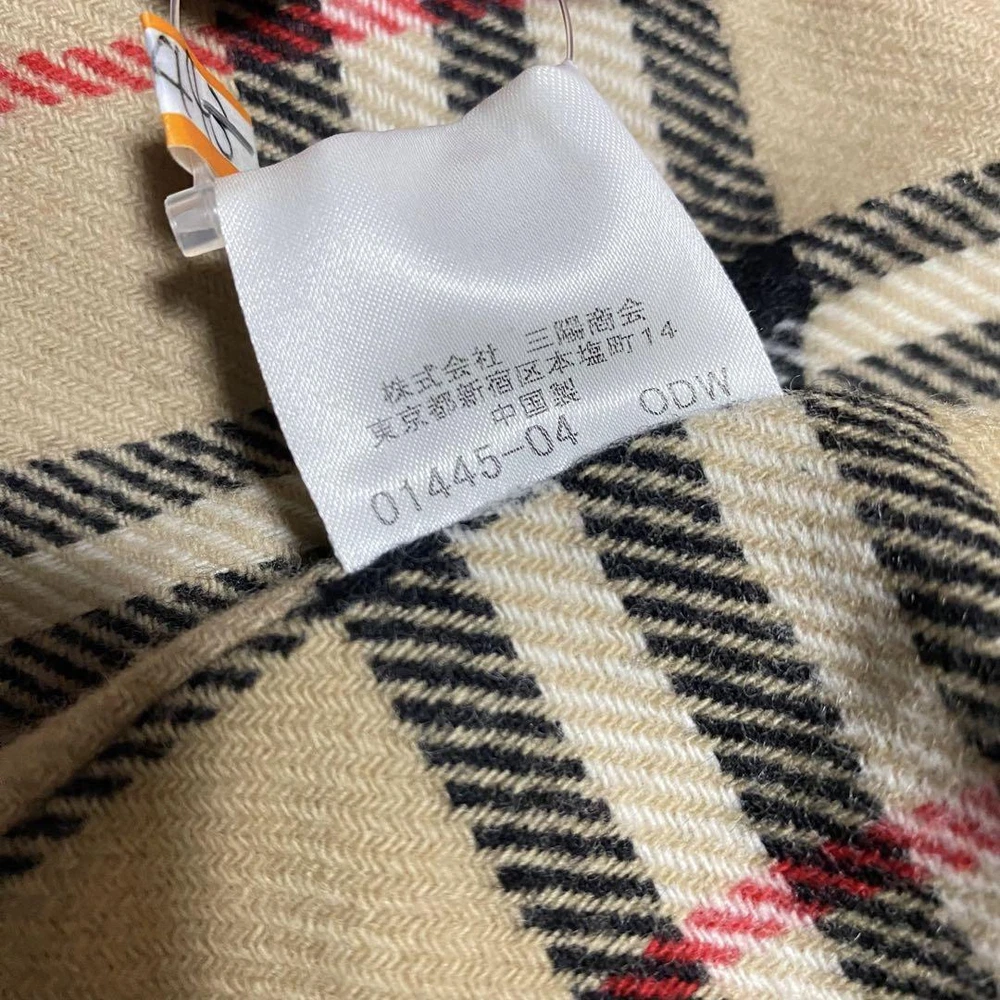 株式会社 三陽商会
東京都新宿区本塩町14
中国製
01445-04 ODW